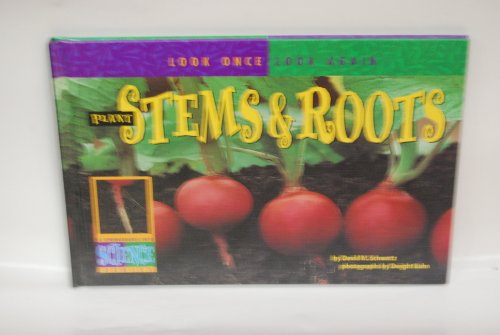 LOOK ONCE LOOK AGAIN
PLANT
STEMS & ROOTS
SCIENCE
by David M. Schwartz
photographs by Dwight Kuhn